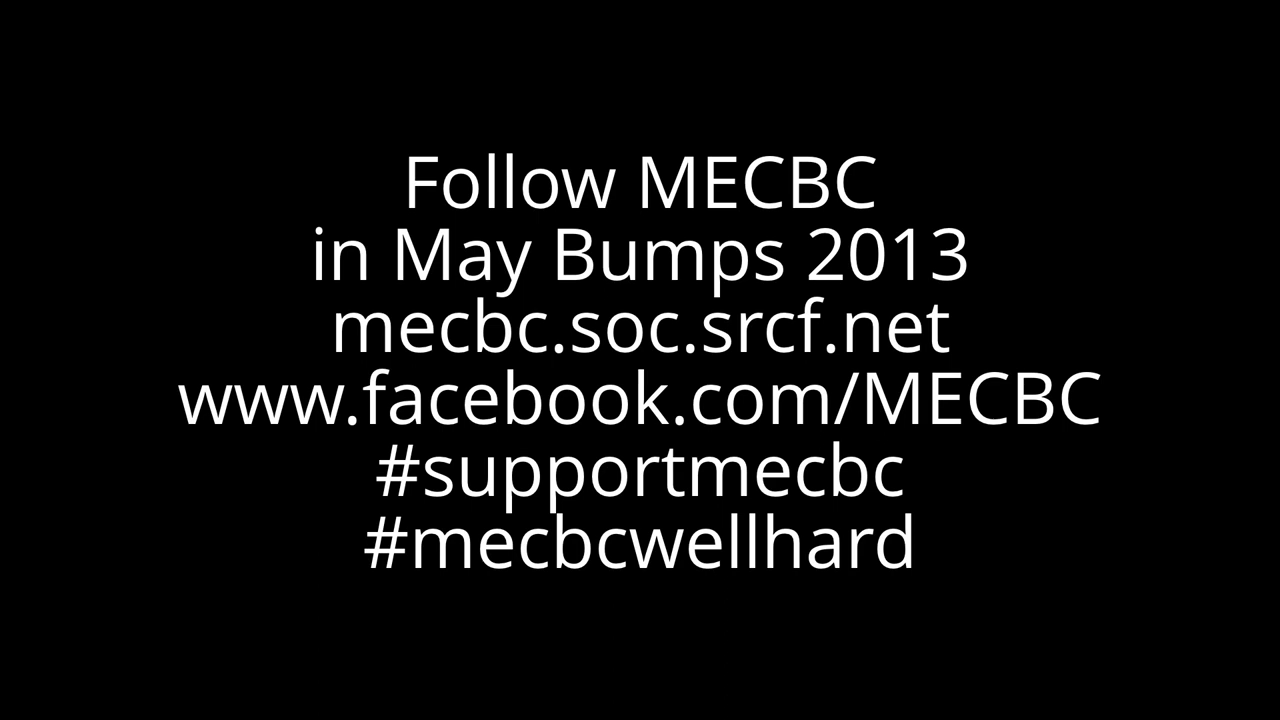 Follow MECBC
in May Bumps 2013
mecbc.soc.srcf.net
www.facebook.com/MECBC
#supportmecbc
#mecbcwellhard